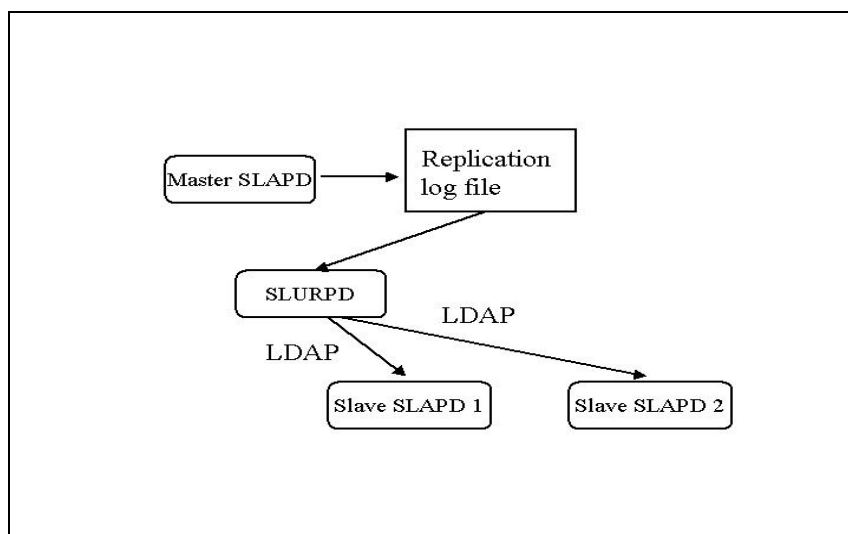 Replication
log file
Master SLAPD
SLURPD
LDAP
LDAP
Slave SLAPD 1
Slave SLAPD 2